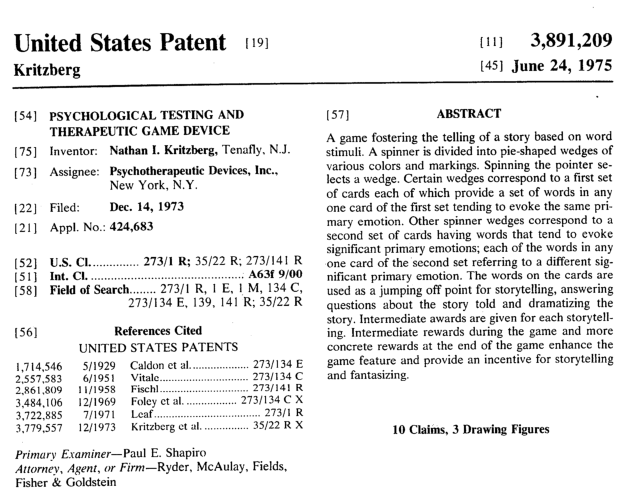 United States Patent [19]
[11] 3,891,209
Kritzberg
[45] June 24, 1975
[54] PSYCHOLOGICAL TESTING AND
THERAPEUTIC GAME DEVICE
[75] Inventor: Nathan I. Kritzberg, Tenafly, N.J.
[73] Assignee: Psychotherapeutic Devices, Inc.,
New York, N.Y.
[22] Filed: Dec. 14, 1973
[21] Appl. No.: 424,683
[52] U.S. Cl............... 273/1 R; 35/22 R; 273/141 R
[51] Int. Cl. ........................................ A63f 9/00
[58] Field of Search........ 273/1 R, 1 E, 1 M, 134 C,
273/134 E, 139, 141 R; 35/22 R
[56] References Cited
UNITED STATES PATENTS
1,714,546 5/1929 Caldon et al..................... 273/134 E
2,557,583 6/1951 Vitale.............................. 273/134 C
2,861,809 11/1958 Fischl.............................. 273/141 R
3,484,106 12/1969 Foley et al. .................... 273/134 C X
3,722,885 7/1971 Leaf.................................... 273/1 R
3,779,557 12/1973 Kritzberg et al. ................ 35/22 R X
Primary Examiner—Paul E. Shapiro
Attorney, Agent, or Firm—Ryder, McAulay, Fields,
Fisher & Goldstein
[57] ABSTRACT
A game fostering the telling of a story based on word
stimuli. A spinner is divided into pie-shaped wedges of
various colors and markings. Spinning the pointer se-
lects a wedge. Certain wedges correspond to a first set
of cards each of which provide a set of words in any
one card of the first set tending to evoke the same pri-
mary emotion. Other spinner wedges correspond to a
second set of cards having words that tend to evoke
significant primary emotions; each of the words in any
one card of the second set referring to a different sig-
nificant primary emotion. The words on the cards are
used as a jumping off point for storytelling, answering
questions about the story told and dramatizing the
story. Intermediate awards are given for each storytell-
ing. Intermediate rewards during the game and more
concrete rewards at the end of the game enhance the
game feature and provide an incentive for storytelling
and fantasizing.
10 Claims, 3 Drawing Figures